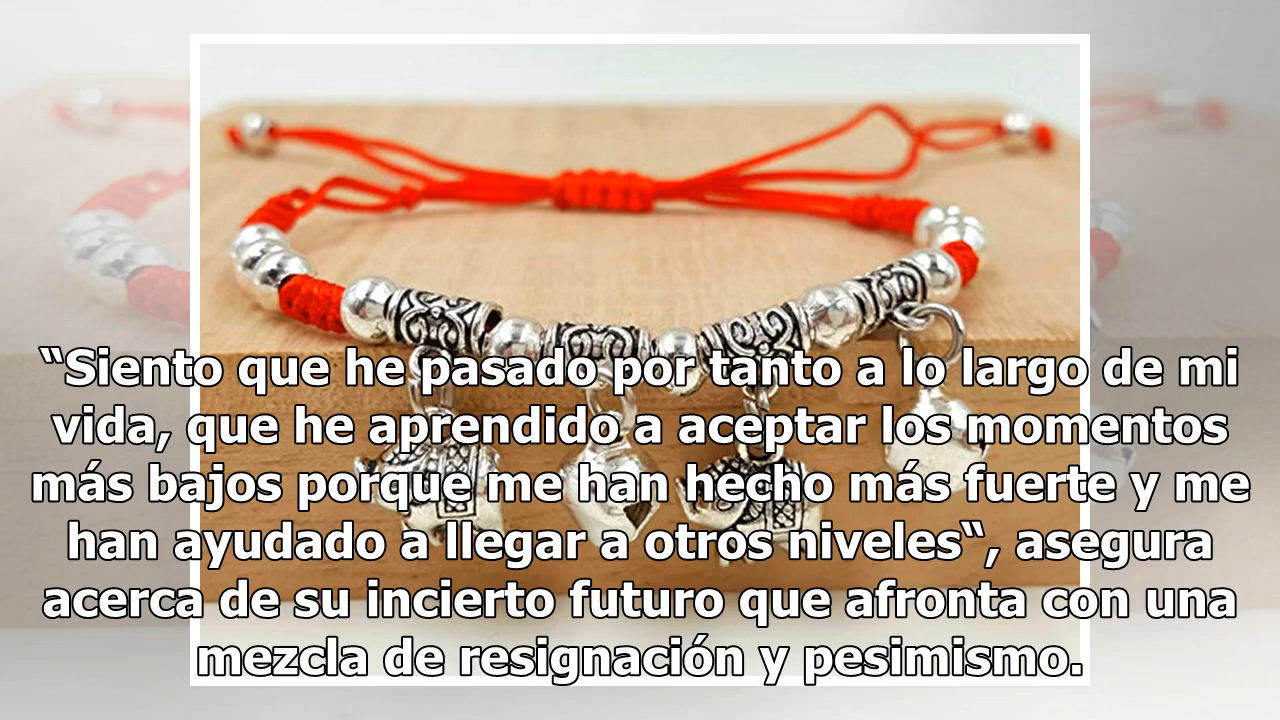 “Siento que he pasado por tanto a lo largo de mi
vida, que he aprendido a aceptar los momentos
más bajos porque me han hecho más fuerte y me
han ayudado a llegar a otros niveles“, asegura
acerca de su incierto futuro que afronta con una
mezcla de resignación y pesimismo.